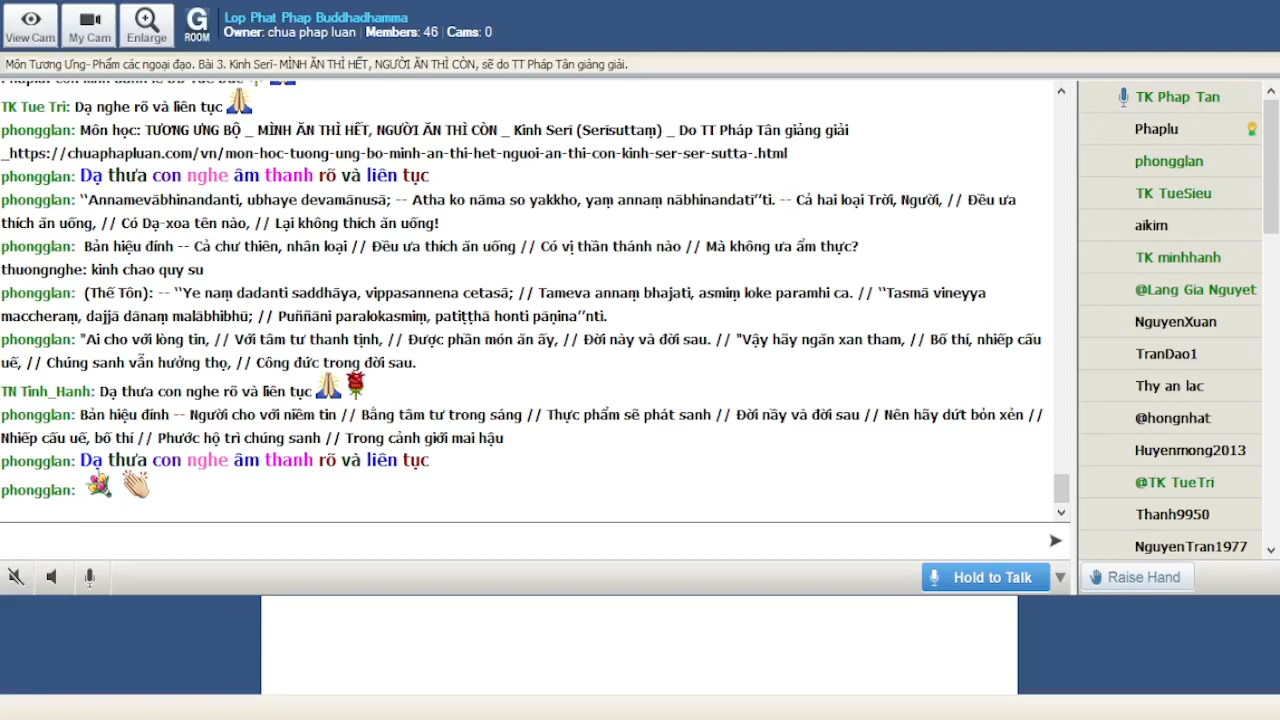 View Cam
My Cam
Enlarge
G
ROOM
Lop Phat Phap Buddhadhamma
Owner: chua phap luan | Members: 46 | Cams: 0
Môn Tương Ưng- Phẩm các ngoại đạo. Bài 3. Kinh Serī- MÌNH ĂN THÌ HẾT, NGƯỜI ĂN THÌ CÒN, sẽ do TT Pháp Tân giảng giải.
TK Tue Tri: Dạ nghe rõ và liên tục
phongglan: Môn học: TƯƠNG ƯNG BỘ _ MÌNH ĂN THÌ HẾT, NGƯỜI ĂN THÌ CÒN _ Kinh Serī (Serīsuttaṃ) _ Do TT Pháp Tân giảng giải
_https://chuaphapluan.com/vn/mon-hoc-tuong-ung-bo-minh-an-thi-het-nguoi-an-thi-con-kinh-ser-ser-sutta-.html
phongglan: Dạ thưa con nghe âm thanh rõ và liên tục
phongglan: ‘‘Annamevābhinandanti, ubhaye devamānusā; -- Atha ko nāma so yakkho, yaṃ annaṃ nābhinandatī’’ti. -- Cả hai loại Trời, Người, // Đều ưa
thích ăn uống, // Có Dạ-xoa tên nào, // Lại không thích ăn uống!
phongglan: Bản hiệu đính -- Cả chư thiên, nhân loại // Đều ưa thích ăn uống // Có vị thần thánh nào // Mà không ưa ẩm thực?
thuongnghe: kinh chao quy su
phongglan: (Thế Tôn): -- ‘‘Ye naṃ dadanti saddhāya, vippasannena cetasā; // Tameva annaṃ bhajati, asmiṃ loke paramhi ca. // ‘‘Tasmā vineyya
maccheraṃ, dajjā dānaṃ malābhibhū; // Puññāni paralokasmiṃ, patiṭṭhā honti pāṇina’’nti.
phongglan: "Ai cho với lòng tin, // Với tâm tư thanh tịnh, // Được phần món ăn ấy, // Đời này và đời sau. // "Vậy hãy ngăn xan tham, // Bố thí, nhiếp cấu
uế, // Chúng sanh vẫn hưởng thọ, // Công đức trong đời sau.
TN Tinh_Hanh: Dạ thưa con nghe rõ và liên tục
phongglan: Bản hiệu đính -- Người cho với niềm tin // Bằng tâm tư trong sáng // Thực phẩm sẽ phát sanh // Đời nầy và đời sau // Nên hãy dứt bỏn xẻn //
Nhiếp cấu uế, bố thí // Phước hộ trì chúng sanh // Trong cảnh giới mai hậu
phongglan: Dạ thưa con nghe âm thanh rõ và liên tục
phongglan:
Hold to Talk
TK Phap Tan
Phaplu
phongglan
TK TueSieu
aikim
TK minhhanh
@Lang Gia Nguyet
NguyenXuan
TranDao1
Thy an lac
@hongnhat
Huyenmong2013
@TK TueTri
Thanh9950
NguyenTran1977
Raise Hand